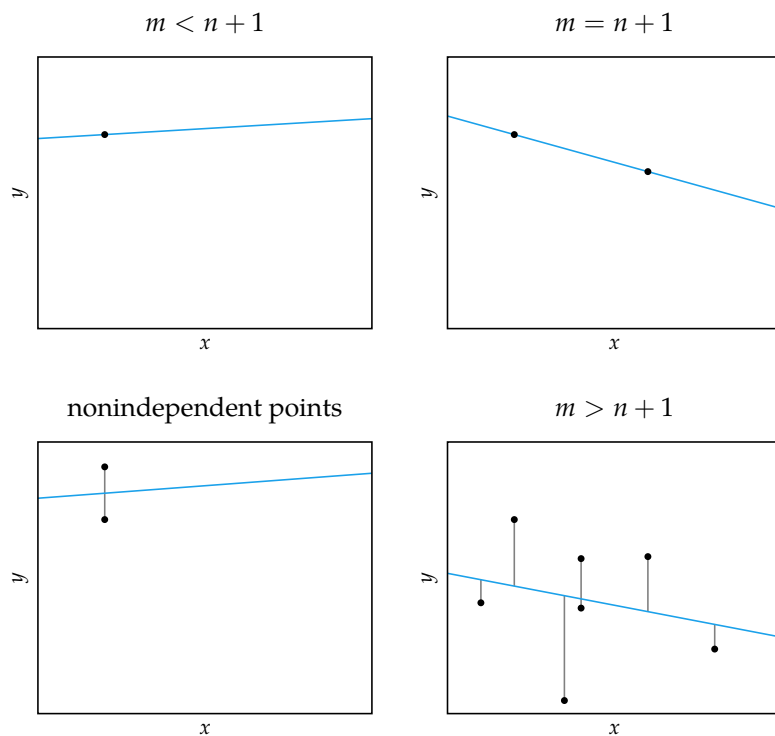 m < n + 1
m = n + 1
y
x
y
x
nonindependent points
m > n + 1
y
x
y
x